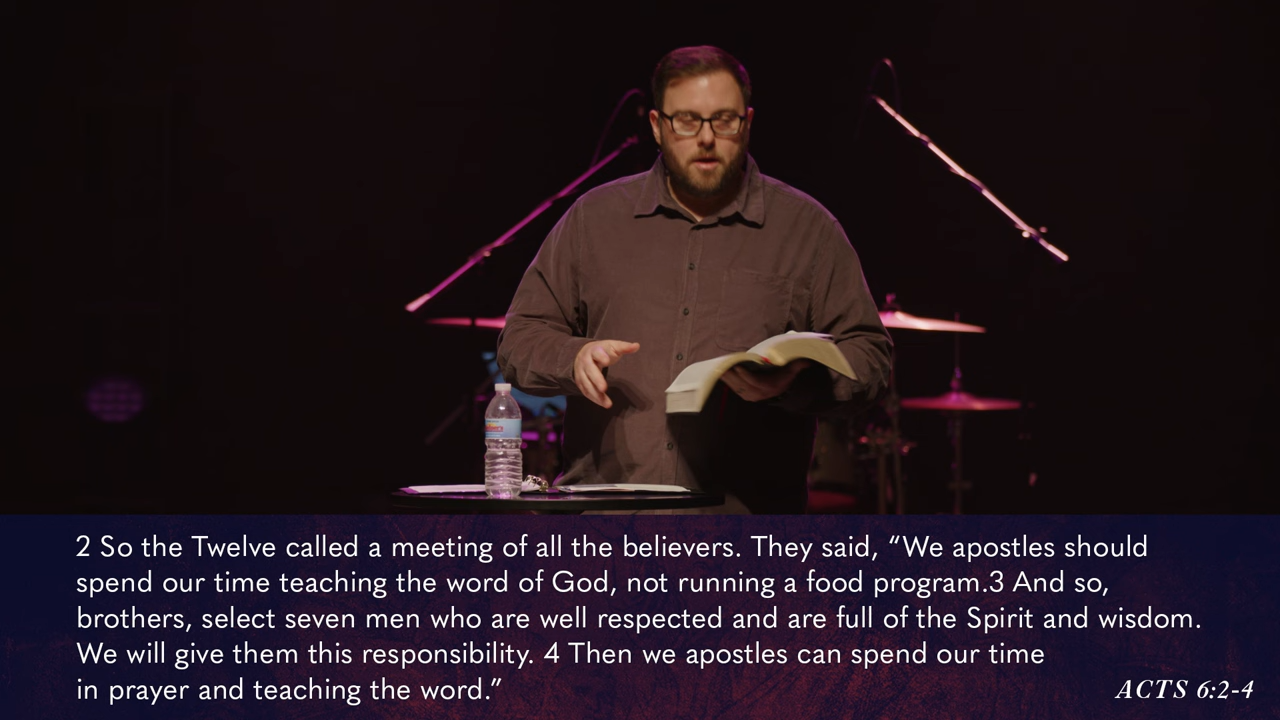 2 So the Twelve called a meeting of all the believers. They said, “We apostles should
spend our time teaching the word of God, not running a food program.3 And so,
brothers, select seven men who are well respected and are full of the Spirit and wisdom.
We will give them this responsibility. 4 Then we apostles can spend our time
in prayer and teaching the word.”
ACTS 6:2-4